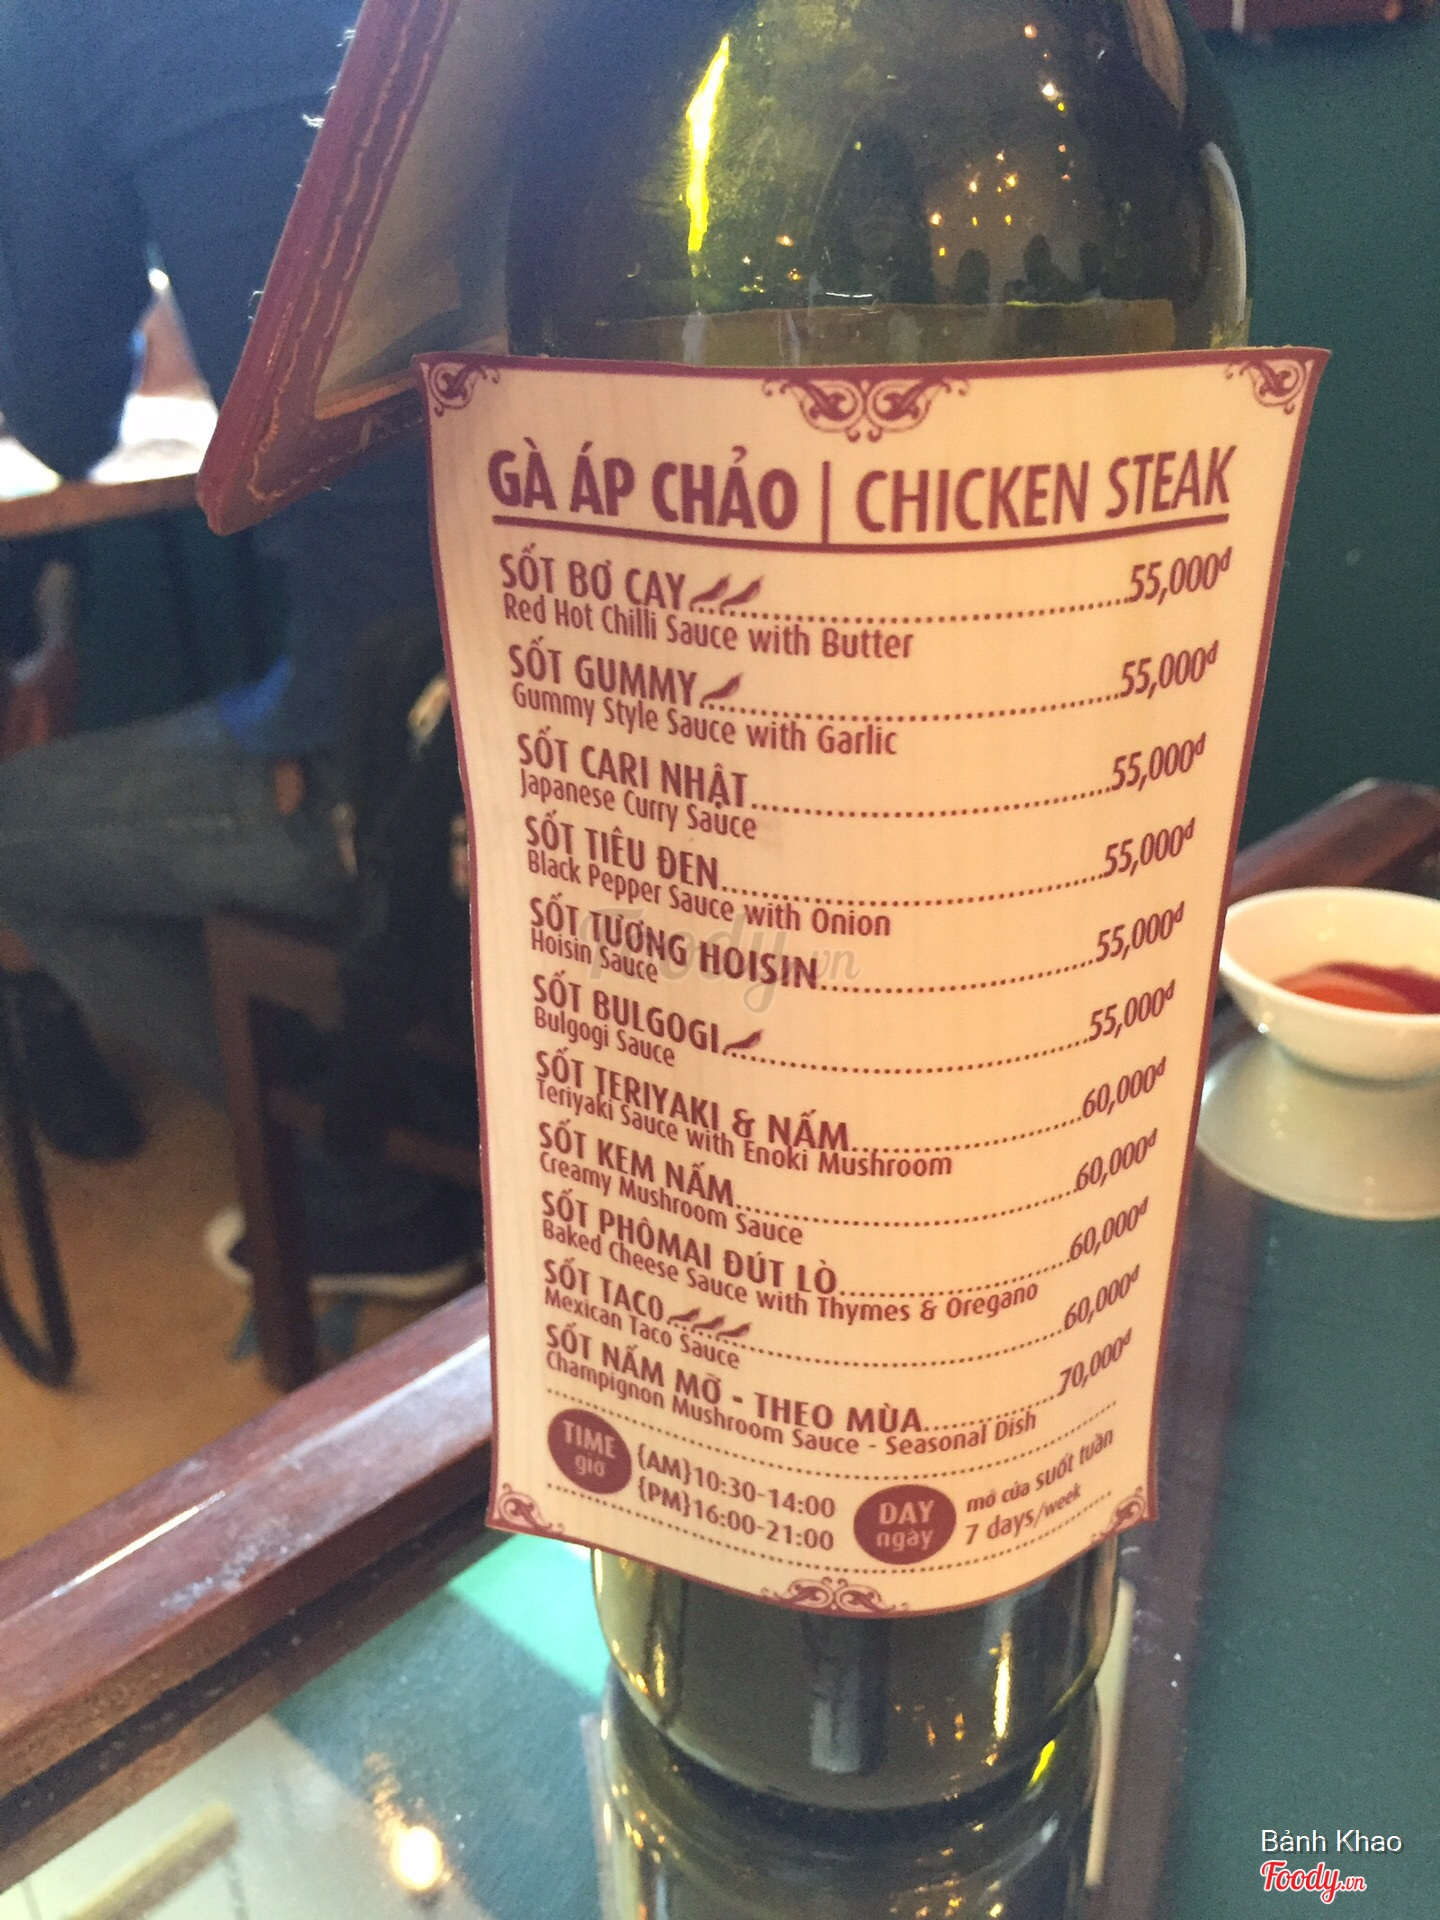 GÀ ÁP CHẢO | CHICKEN STEAK
SỐT BƠ CAY..............................55,000đ
Red Hot Chilli Sauce with Butter
SỐT GUMMY..............................55,000đ
Gummy Style Sauce with Garlic
SỐT CARI NHẬT..............................55,000đ
Japanese Curry Sauce
SỐT TIÊU ĐEN..............................55,000đ
Black Pepper Sauce with Onion
SỐT TƯƠNG HOISIN..............................55,000đ
Hoisin Sauce
SỐT BULGOGI..............................55,000đ
Bulgogi Sauce
SỐT TERIYAKI & NẤM..............................60,000đ
Teriyaki Sauce with Enoki Mushroom
SỐT KEM NẤM..............................60,000đ
Creamy Mushroom Sauce
SỐT PHÔMAI ĐÚT LÒ..............................60,000đ
Baked Cheese Sauce with Thymes & Oregano
SỐT TACO..............................60,000đ
Mexican Taco Sauce
SỐT NẤM MỠ - THEO MÙA..............70,000đ
Champignon Mushroom Sauce - Seasonal Dish
TIME giờ {AM}10:30-14:00
{PM}16:00-21:00
DAY ngày mở cửa suốt tuần
7 days/week
Foody.vn
Bảnh Khao
Foody.vn